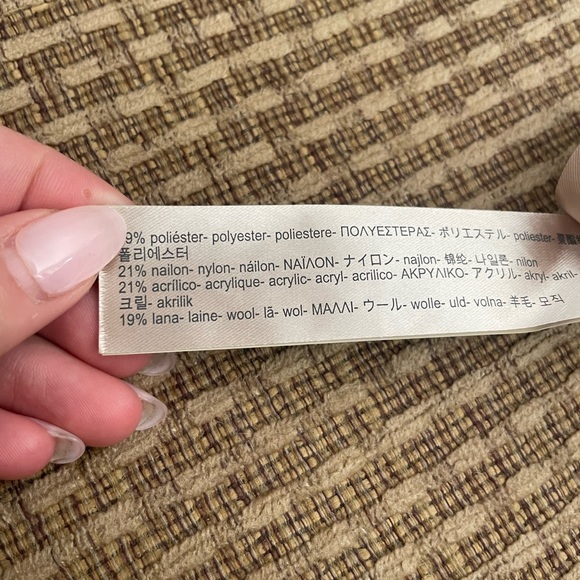 9% poliéster- polyester- poliestere- ΠΟΛΥΕΣΤΕΡΑΣ- ポリエステル- poliester-
폴리에스터
21% nailon- nylon- náilon- ΝΑΪΛΟΝ- ナイロン- najlon- 锦纶- 나일론- nilon
21% acrílico- acrylique- acrylic- acryl- acrilico- ΑΚΡΥΛΙΚΟ- アクリル- akryl- akril-
크릴- akrilik
19% lana- laine- wool- lã- wol- ΜΑΛΛΙ- ウール- wolle- uld- volna- 羊毛- 모직